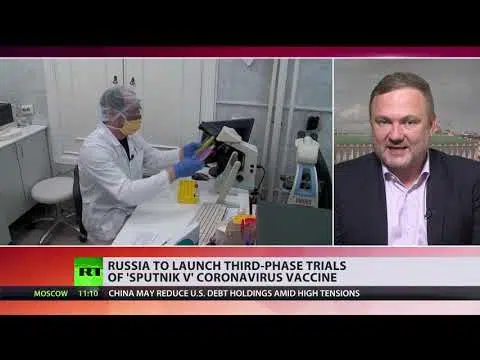 RT
RUSSIA TO LAUNCH THIRD-PHASE TRIALS
OF 'SPUTNIK V' CORONAVIRUS VACCINE
MOSCOW 11:10 CHINA MAY REDUCE U.S. DEBT HOLDINGS AMID HIGH TENSIONS